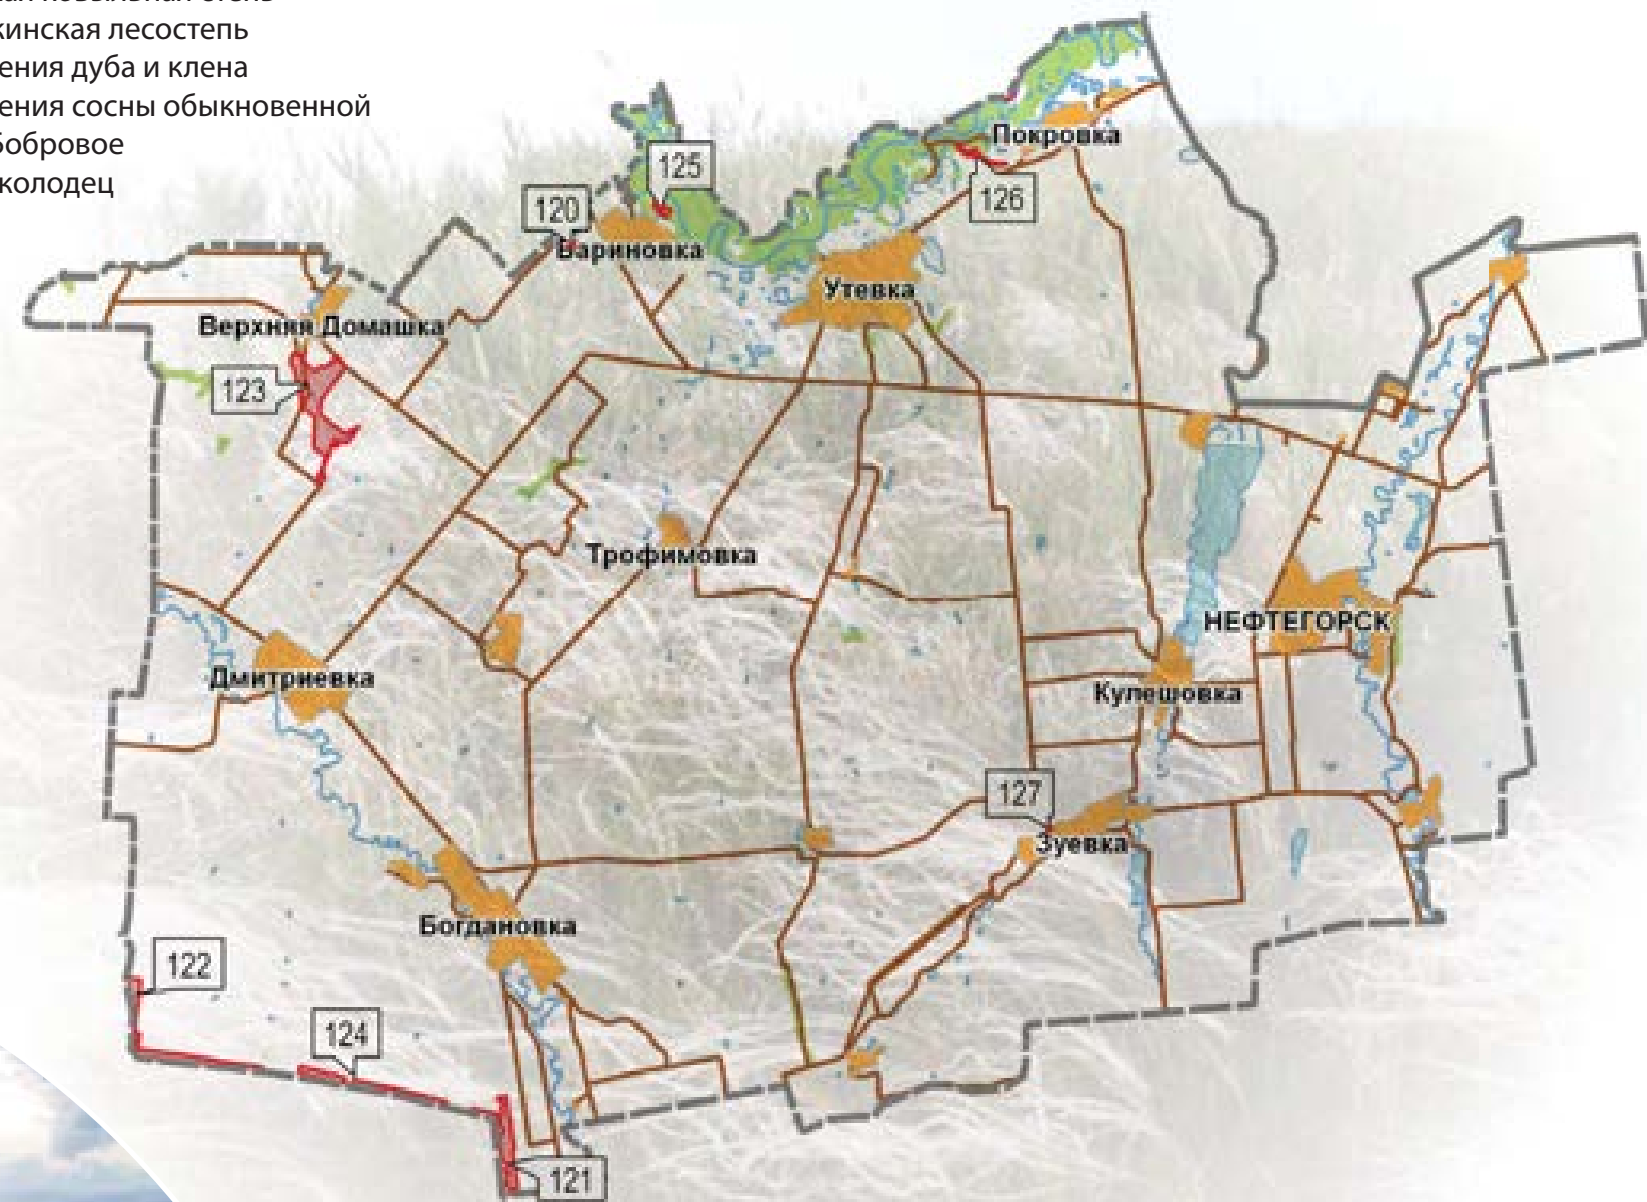 кинская лесостепь
ения дуба и клена
ения сосны обыкновенной
Бобровое
колодец
Покровка
125
126
120
Вариновка
Утевка
Верхняя Домашка
123
Трофимовка
НЕФТЕГОРСК
Дмитриевка
Кулешовка
127
Зуевка
Богдановка
122
124
121